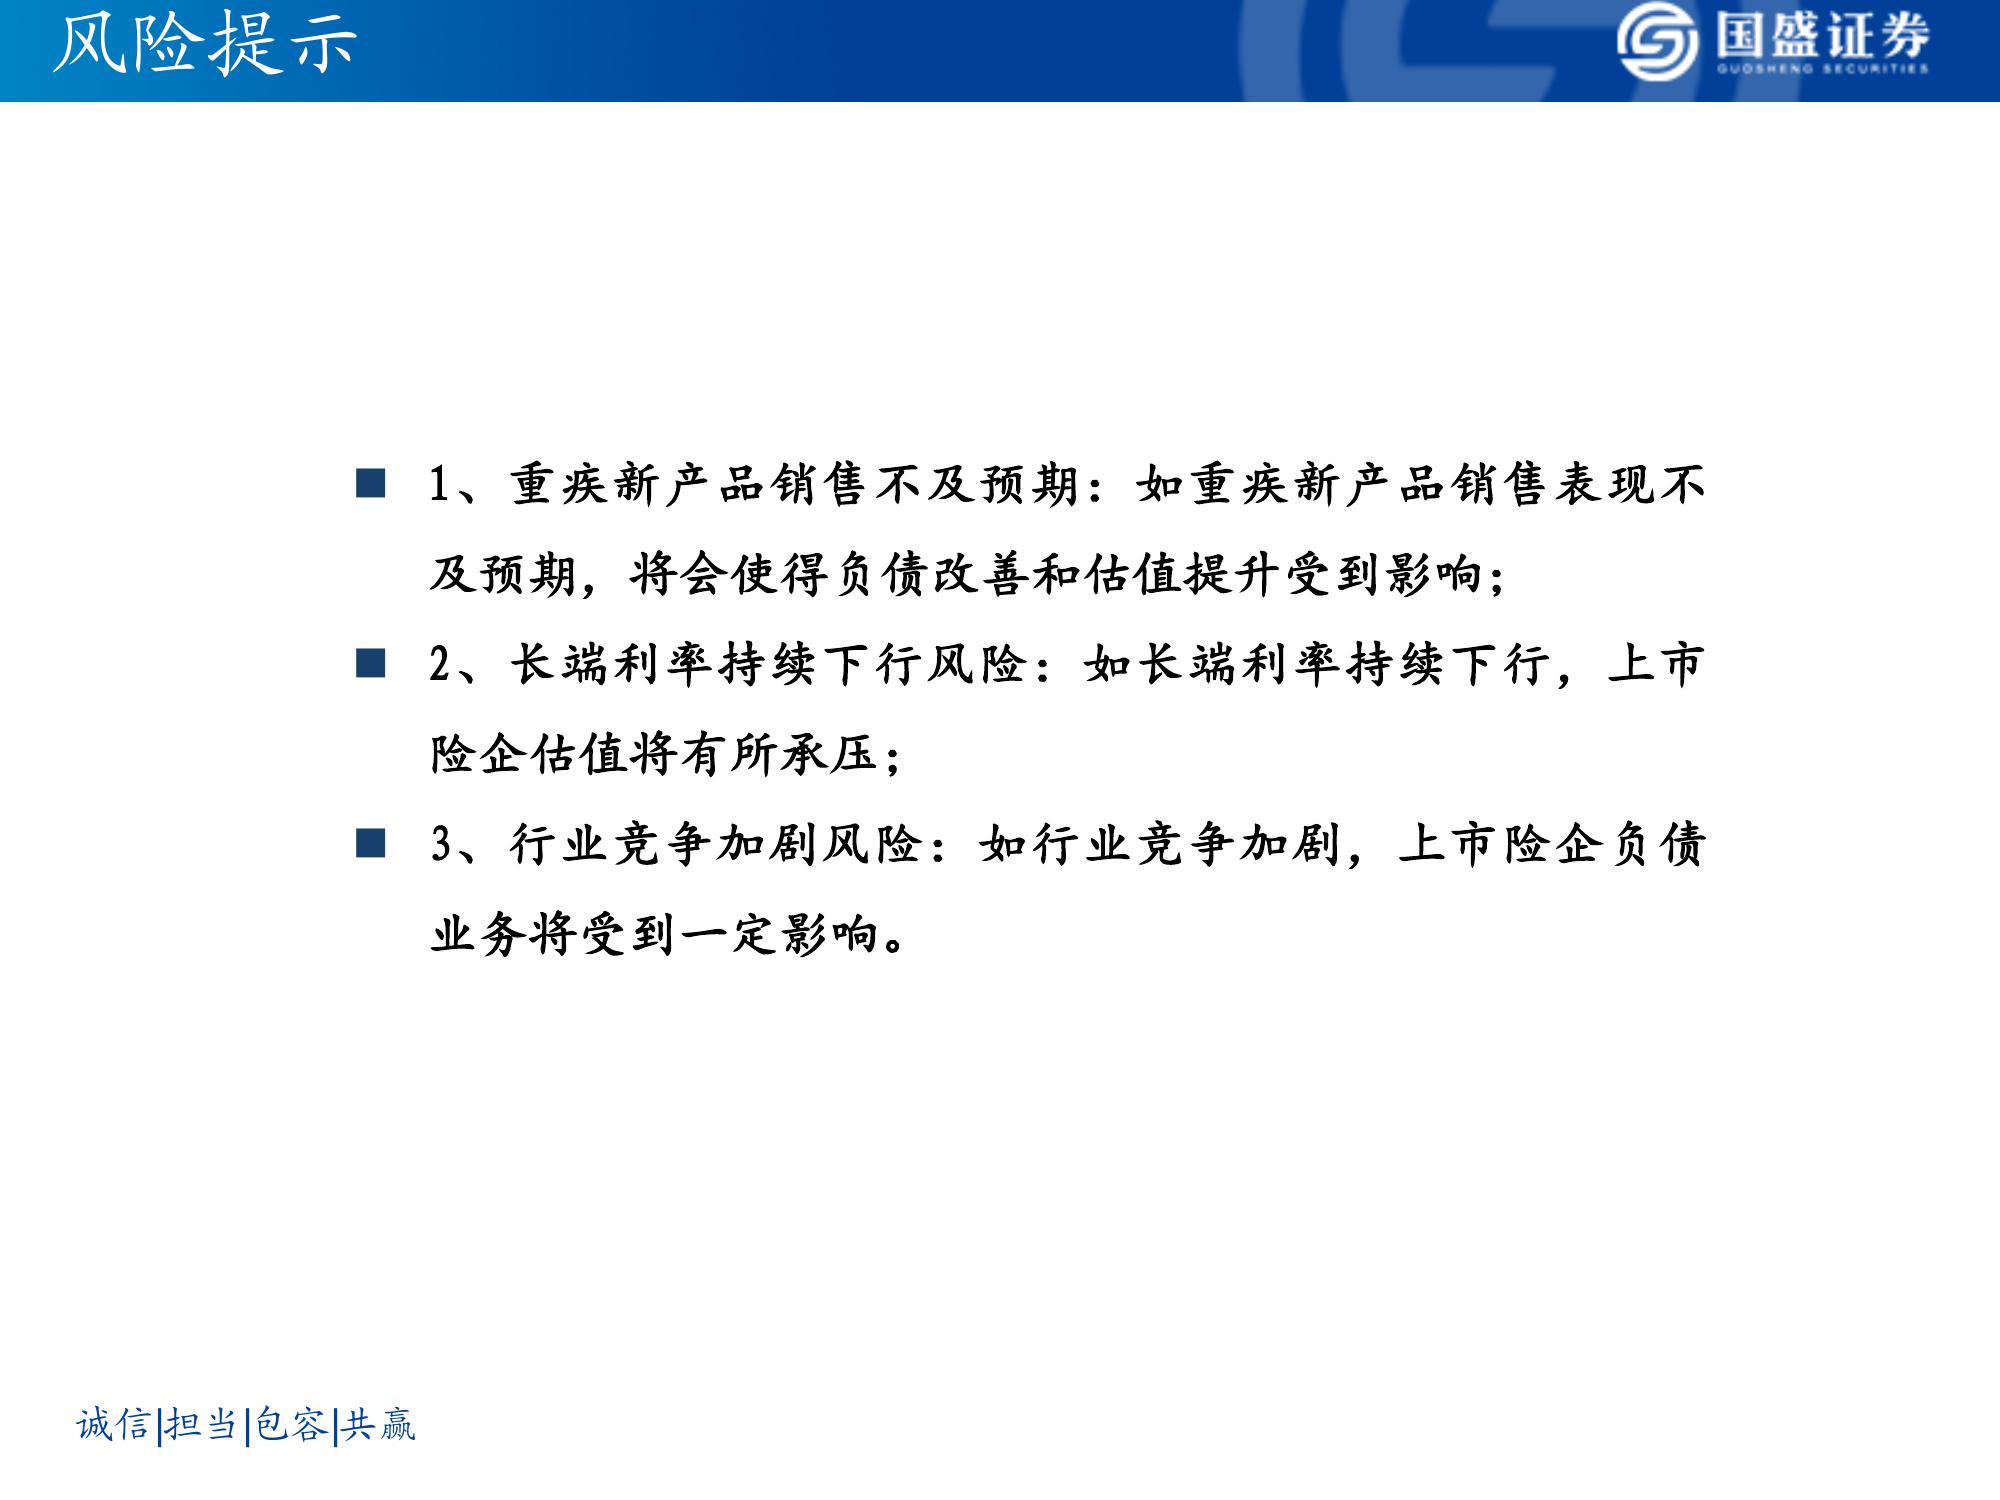 风险提示
国盛证券
GUOSHENG SECURITIES
■ 1、重疾新产品销售不及预期：如重疾新产品销售表现不
及预期，将会使得负债改善和估值提升受到影响；
■ 2、长端利率持续下行风险：如长端利率持续下行，上市
险企估值将有所承压；
■ 3、行业竞争加剧风险：如行业竞争加剧，上市险企负债
业务将受到一定影响。
诚信|担当|包容|共赢